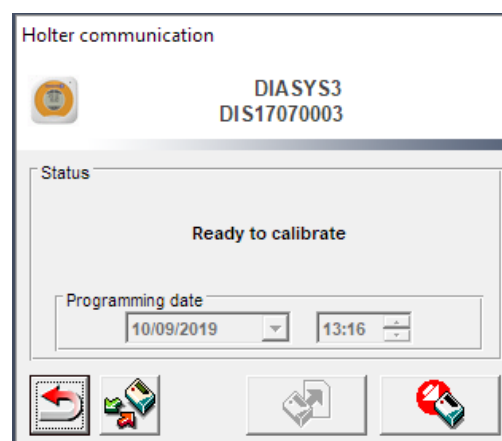 Holter communication
DIASYS3
DIS17070003
Status
Ready to calibrate
Programming date
10/09/2019
13:16